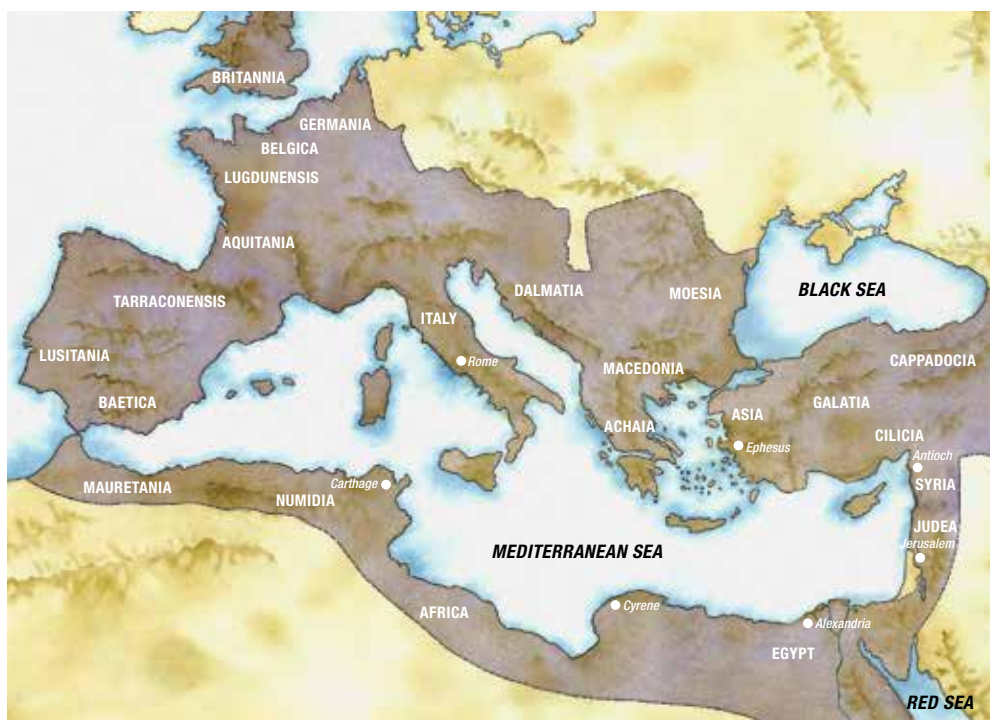 BRITANNIA
GERMANIA
BELGICA
LUGDUNENSIS
AQUITANIA
TARRACONENSIS
LUSITANIA
BAETICA
ITALY
Rome
DALMATIA
MOESIA
BLACK SEA
MACEDONIA
ACHAIA
ASIA
Ephesus
GALATIA
CAPPADOCIA
CILICIA
Antioch
SYRIA
JUDEA
Jerusalem
MAURETANIA
NUMIDIA
Carthage
MEDITERRANEAN SEA
AFRICA
Cyrene
Alexandria
EGYPT
RED SEA